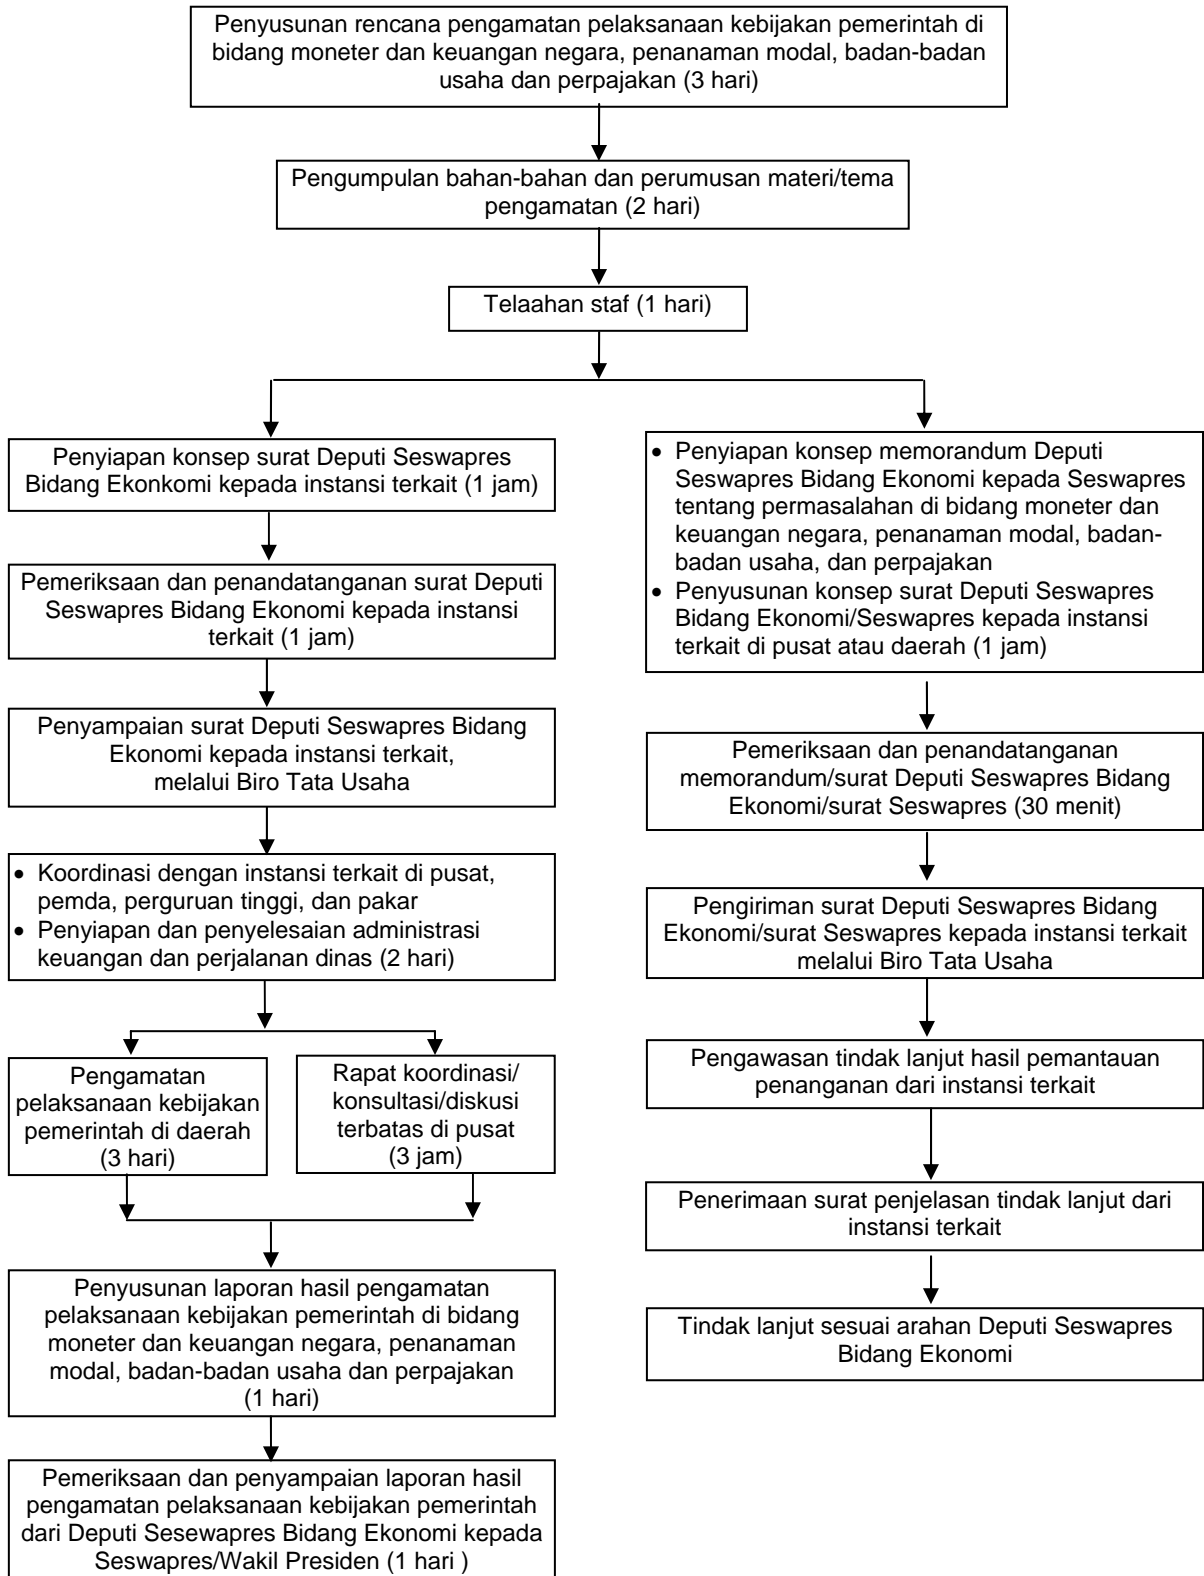 Penyusunan rencana pengamatan pelaksanaan kebijakan pemerintah di
bidang moneter dan keuangan negara, penanaman modal, badan-badan
usaha dan perpajakan (3 hari)
Pengumpulan bahan-bahan dan perumusan materi/tema
pengamatan (2 hari)
Telaahan staf (1 hari)
Penyiapan konsep surat Deputi Seswapres
Bidang Ekonkomi kepada instansi terkait (1 jam)
Pemeriksaan dan penandatanganan surat Deputi
Seswapres Bidang Ekonomi kepada instansi
terkait (1 jam)
Penyampaian surat Deputi Seswapres Bidang
Ekonomi kepada instansi terkait,
melalui Biro Tata Usaha
• Koordinasi dengan instansi terkait di pusat,
pemda, perguruan tinggi, dan pakar
• Penyiapan dan penyelesaian administrasi
keuangan dan perjalanan dinas (2 hari)
Pengamatan
pelaksanaan kebijakan
pemerintah di daerah
(3 hari)
Rapat koordinasi/
konsultasi/diskusi
terbatas di pusat
(3 jam)
Penyusunan laporan hasil pengamatan
pelaksanaan kebijakan pemerintah di bidang
moneter dan keuangan negara, penanaman
modal, badan-badan usaha dan perpajakan
(1 hari)
Pemeriksaan dan penyampaian laporan hasil
pengamatan pelaksanaan kebijakan pemerintah
dari Deputi Sesewapres Bidang Ekonomi kepada
Seswapres/Wakil Presiden (1 hari )
• Penyiapan konsep memorandum Deputi
Seswapres Bidang Ekonomi kepada Seswapres
tentang permasalahan di bidang moneter dan
keuangan negara, penanaman modal, badan-
badan usaha, dan perpajakan
• Penyusunan konsep surat Deputi Seswapres
Bidang Ekonomi/Seswapres kepada instansi
terkait di pusat atau daerah (1 jam)
Pemeriksaan dan penandatanganan
memorandum/surat Deputi Seswapres Bidang
Ekonomi/surat Seswapres (30 menit)
Pengiriman surat Deputi Seswapres Bidang
Ekonomi/surat Seswapres kepada instansi terkait
melalui Biro Tata Usaha
Pengawasan tindak lanjut hasil pemantauan
penanganan dari instansi terkait
Penerimaan surat penjelasan tindak lanjut dari
instansi terkait
Tindak lanjut sesuai arahan Deputi Seswapres
Bidang Ekonomi